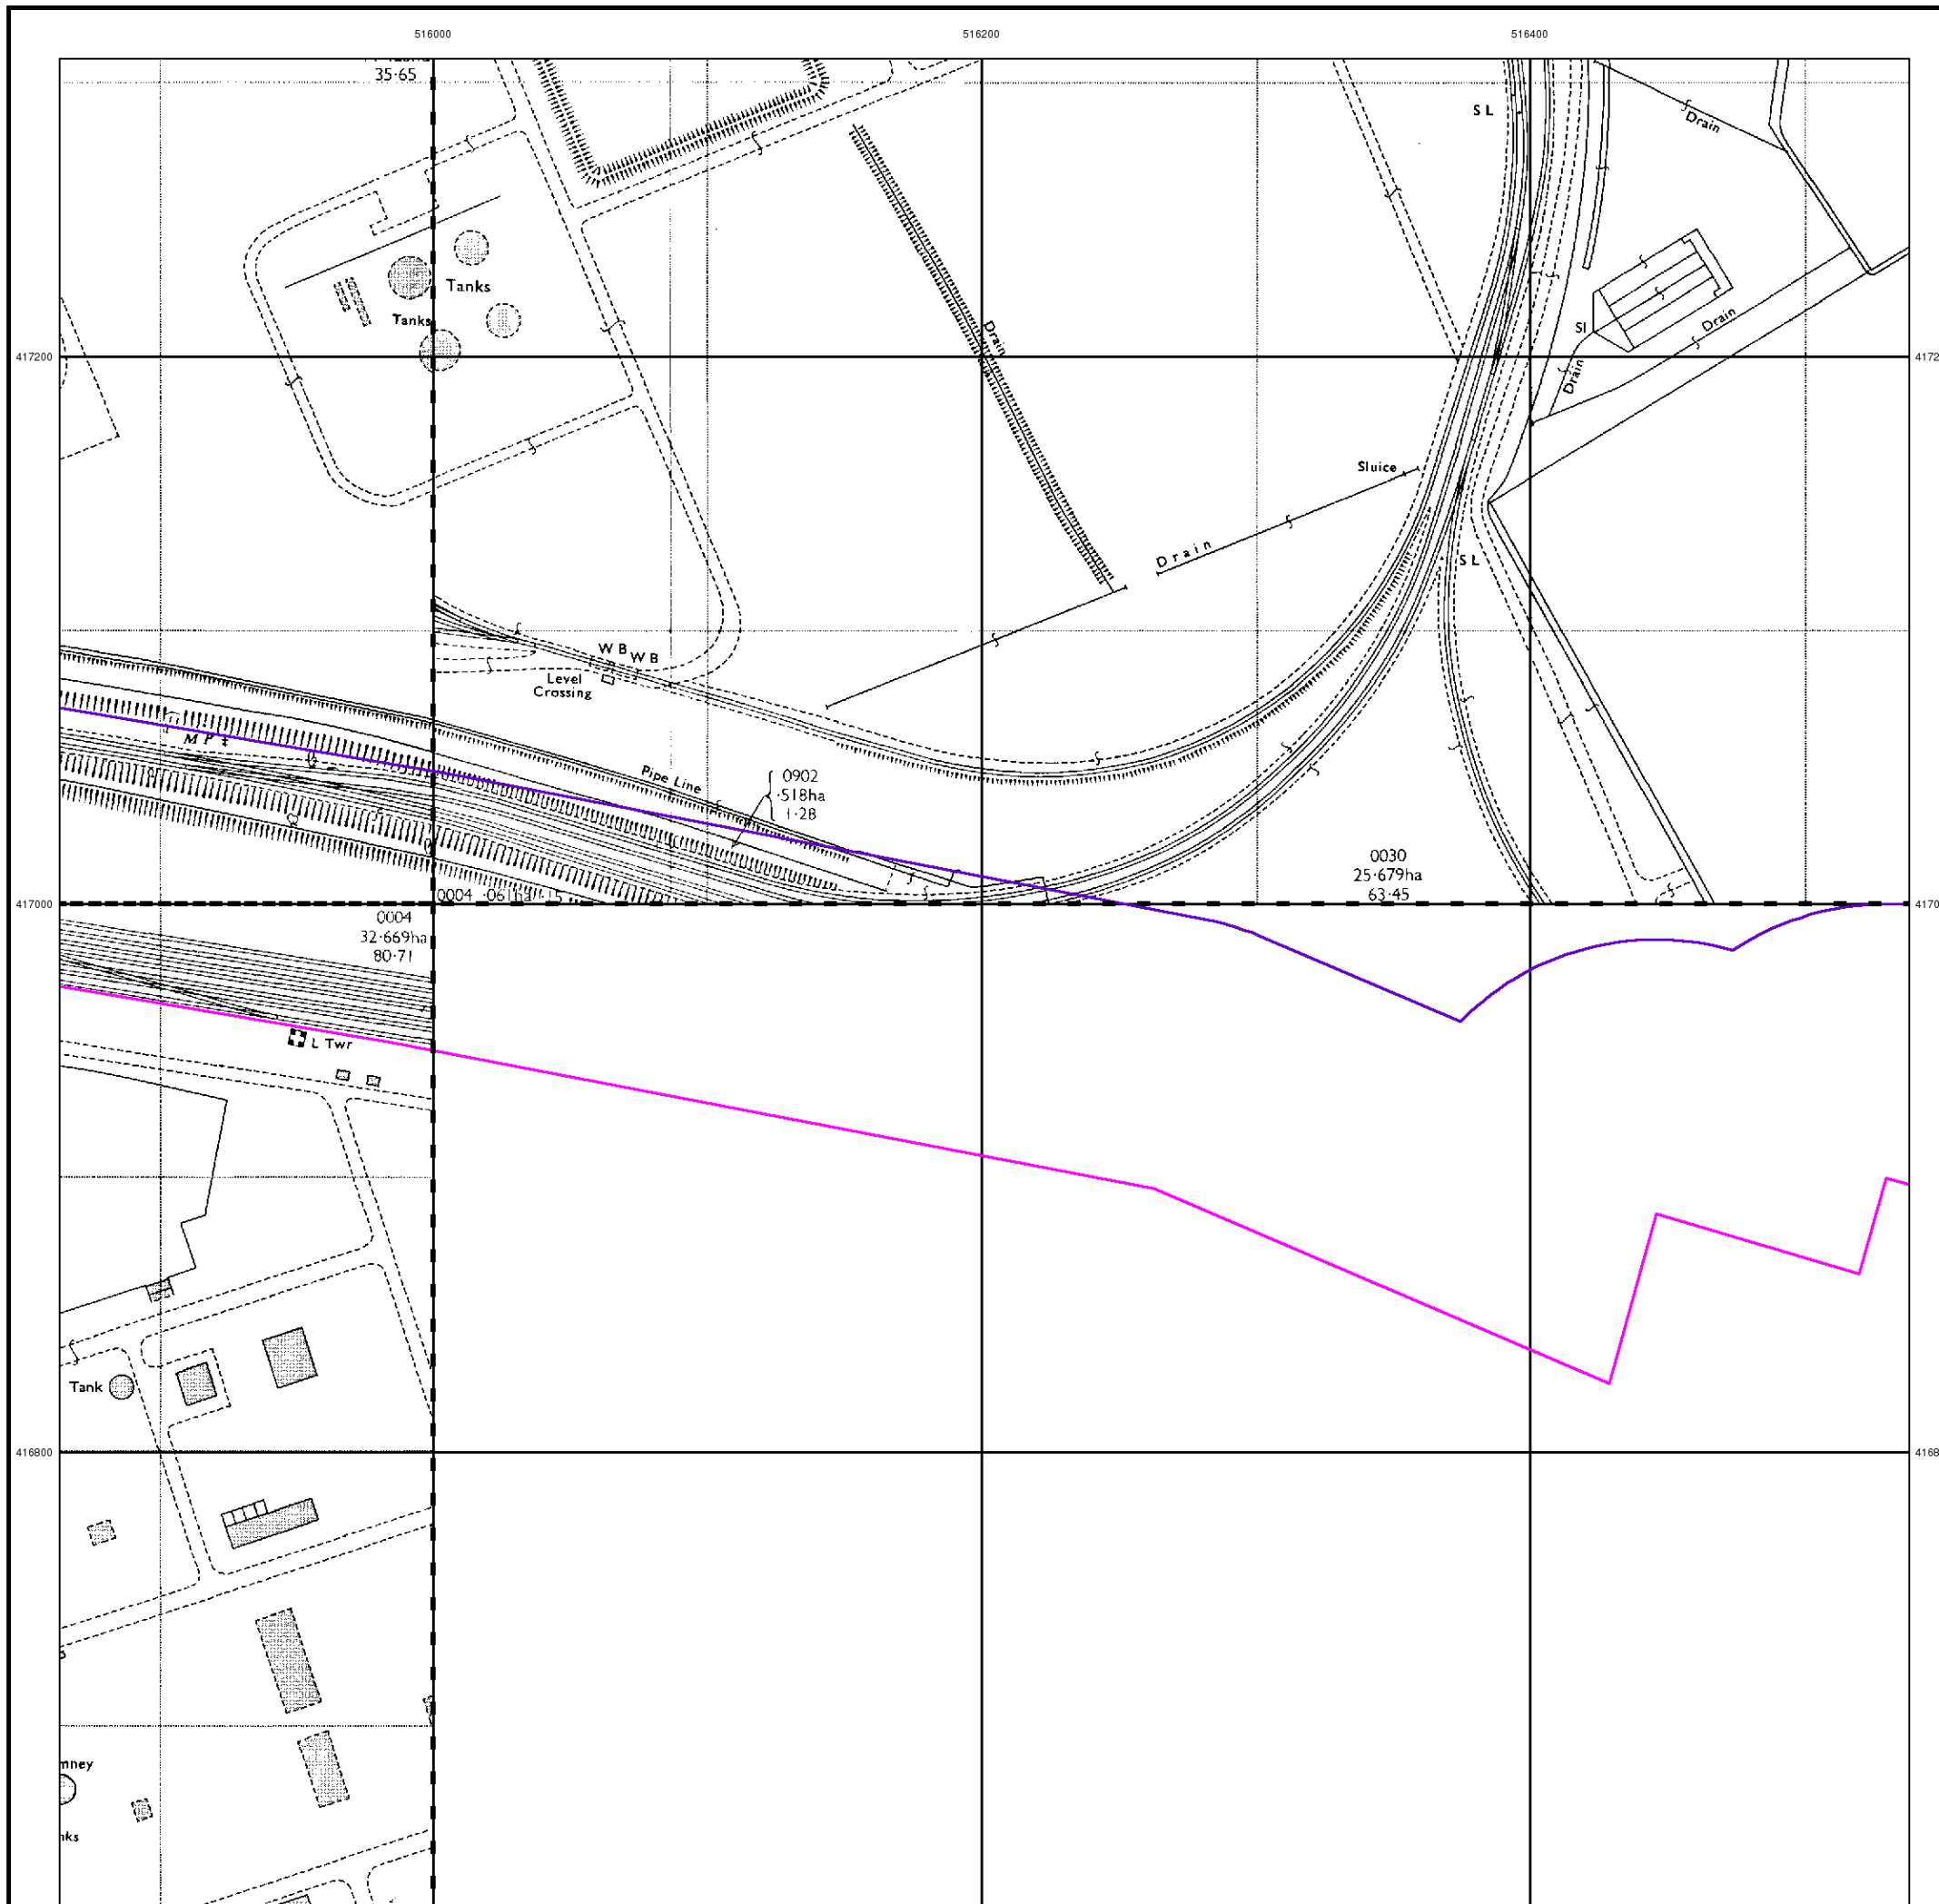 516000
516200
516400
35·65
S L
Drain
Tanks
Tanks
Drain
Sl
Drain
Drain
417200
Sluice
Drain
S L
W B
W B
Level
Crossing
M P
Pipe Line
0902
·518ha
1·28
0030
25·679ha
63·45
0004 ·061ha ·15
417000
0004
32·669ha
80·71
L Twr
Tank
416800
mney
nks